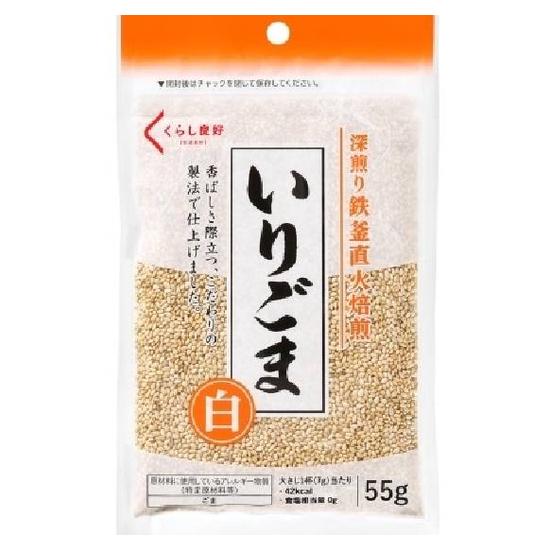 ▼開封後はチャックを閉じて保存してください。
くらし良好
深煎り鉄釜直火焙煎
いりごま
香ばしさ際立つ、こだわりの
製法で仕上げました。
白
原材料に使用しているアレルギー物質
(特定原材料等)
ごま
大さじ1杯(7g)当たり
・42kcal
・食塩相当量 0g
55g